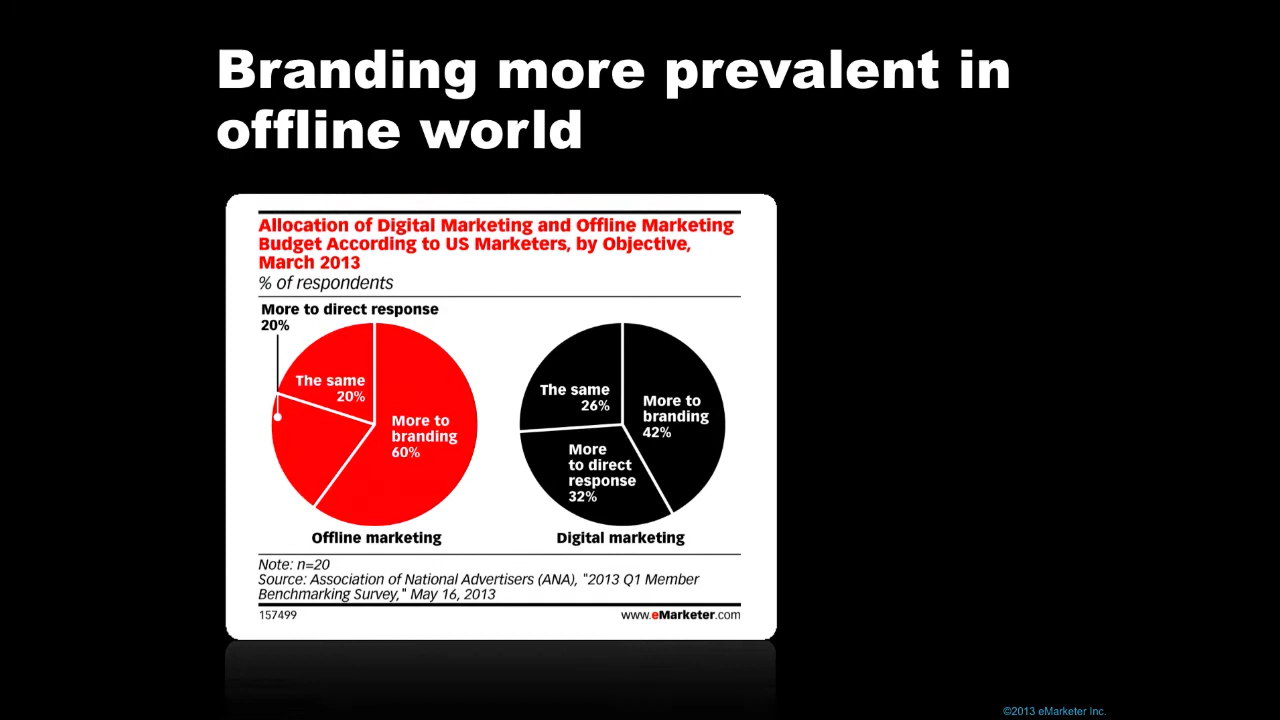 Branding more prevalent in
offline world
Allocation of Digital Marketing and Offline Marketing
Budget According to US Marketers, by Objective,
March 2013
% of respondents
More to direct response
20%
The same
20%
More to
branding
60%
Offline marketing
The same
26%
More to
branding
42%
More
to direct
response
32%
Digital marketing
Note: n=20
Source: Association of National Advertisers (ANA), "2013 Q1 Member
Benchmarking Survey," May 16, 2013
157499
www.eMarketer.com
©2013 eMarketer Inc.